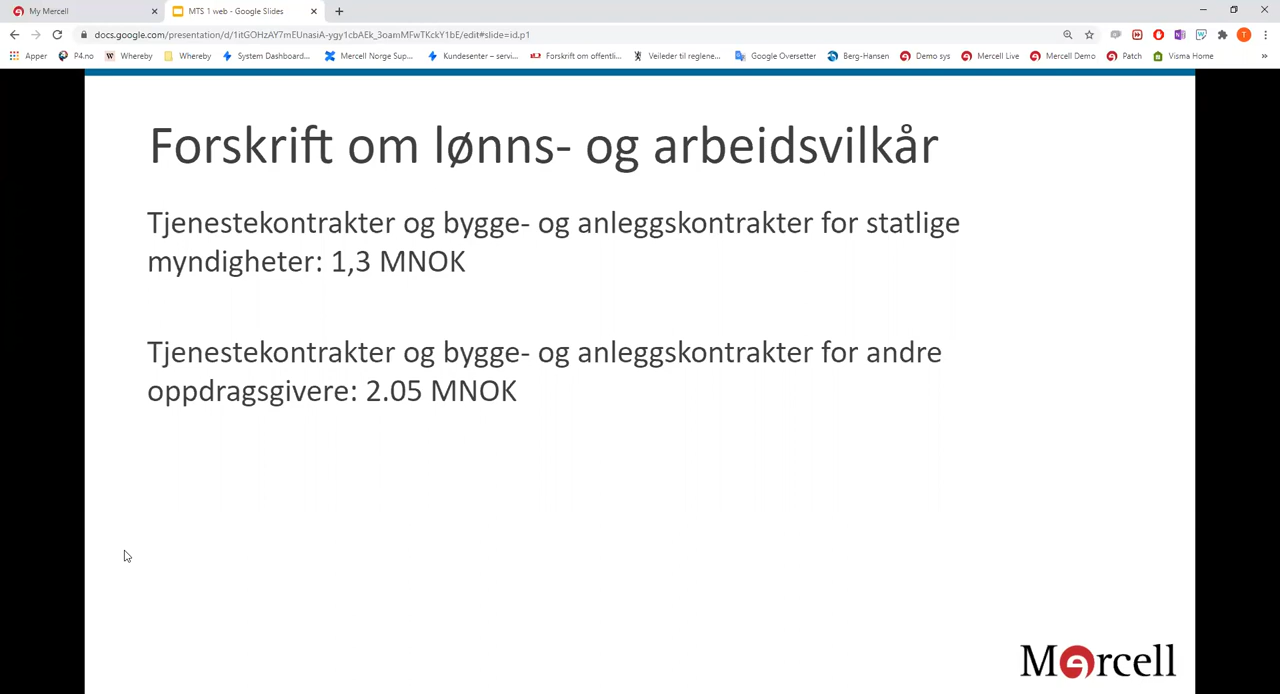 My Mercell
MTS 1 web - Google Slides
docs.google.com/presentation/d/1itGOHzAY7mEUnasiA-ygy1cbAEk_3oamMFwTKckY1bE/edit#slide=id.p1
Apper P4.no Whereby Whereby System Dashboard... Mercell Norge Sup... Kundesenter – servi... Forskrift om offentli... Veileder til reglene... Google Oversetter Berg-Hansen Demo sys Mercell Live Mercell Demo Patch Visma Home »
Forskrift om lønns- og arbeidsvilkår
Tjenestekontrakter og bygge- og anleggskontrakter for statlige
myndigheter: 1,3 MNOK
Tjenestekontrakter og bygge- og anleggskontrakter for andre
oppdragsgivere: 2.05 MNOK
Mercell